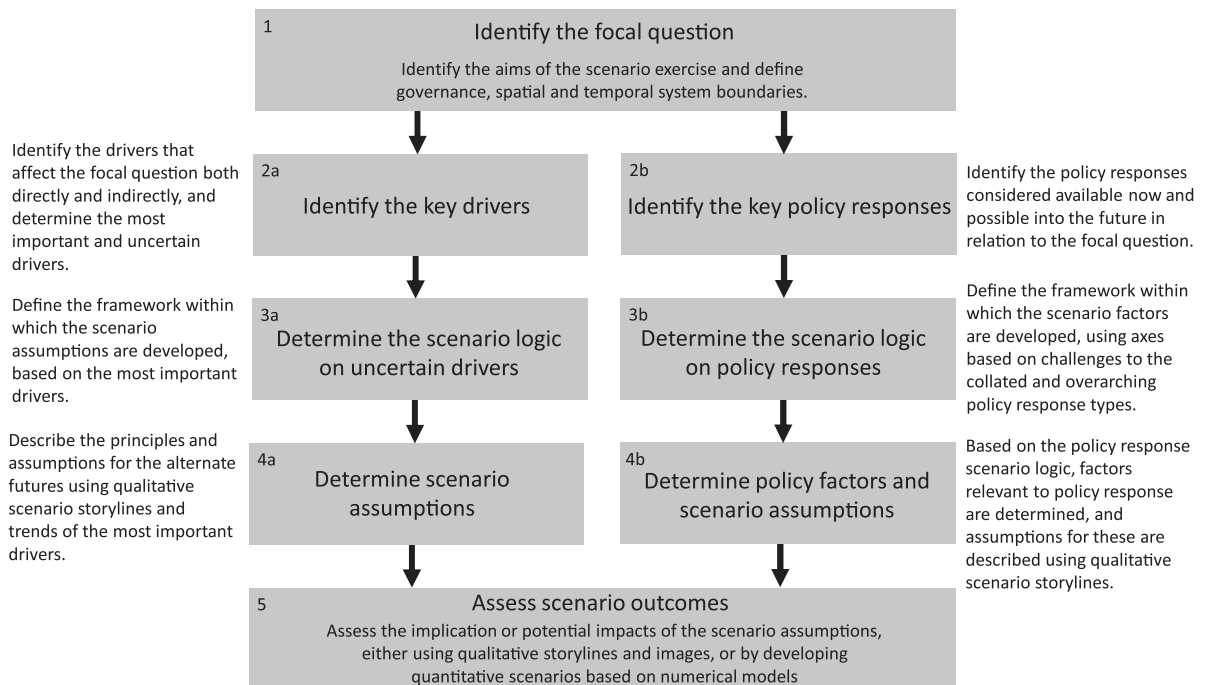 1
Identify the focal question
Identify the aims of the scenario exercise and define
governance, spatial and temporal system boundaries.
Identify the drivers that
affect the focal question both
directly and indirectly, and
determine the most
important and uncertain
drivers.
2a
Identify the key drivers
2b
Identify the key policy responses
Identify the policy responses
considered available now and
possible into the future in
relation to the focal question.
Define the framework within
which the scenario
assumptions are developed,
based on the most important
drivers.
3a
Determine the scenario logic
on uncertain drivers
3b
Determine the scenario logic
on policy responses
Define the framework within
which the scenario factors
are developed, using axes
based on challenges to the
collated and overarching
policy response types.
Describe the principles and
assumptions for the alternate
futures using qualitative
scenario storylines and
trends of the most important
drivers.
4a
Determine scenario
assumptions
4b
Determine policy factors and
scenario assumptions
Based on the policy response
scenario logic, factors
relevant to policy response
are determined, and
assumptions for these are
described using qualitative
scenario storylines.
5
Assess scenario outcomes
Assess the implication or potential impacts of the scenario assumptions,
either using qualitative storylines and images, or by developing
quantitative scenarios based on numerical models